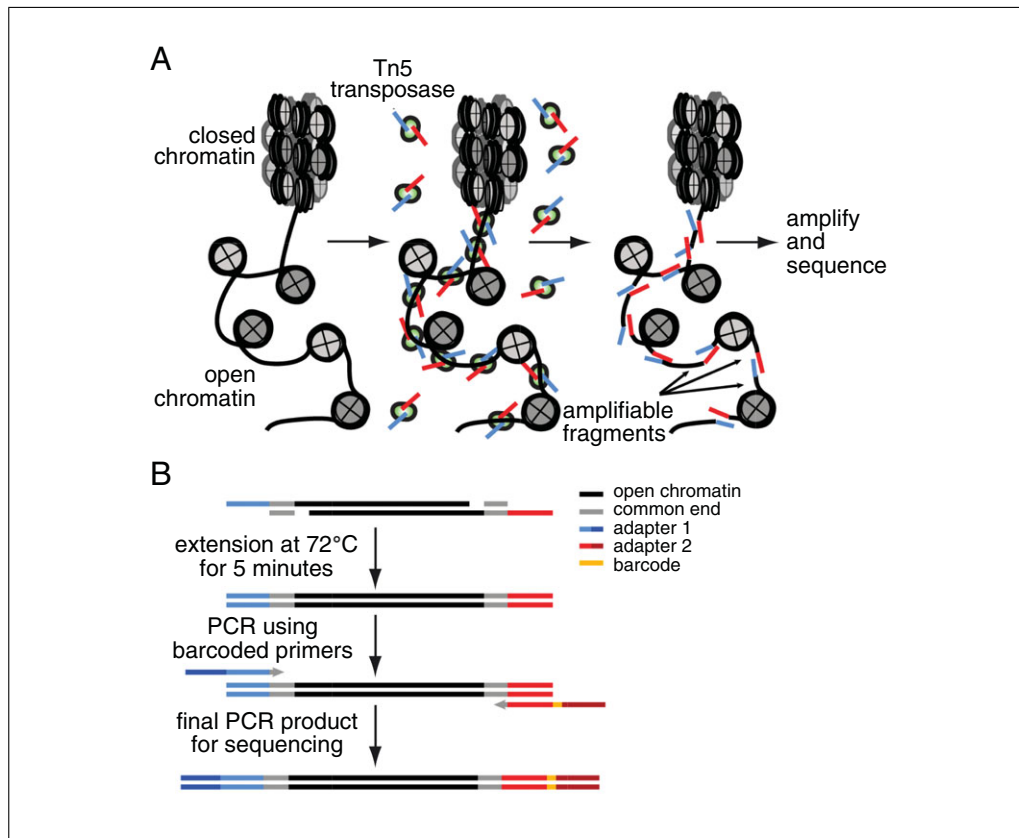 A
Tn5
transposase
closed
chromatin
amplify
and
sequence
open
chromatin
amplifiable
fragments
B
open chromatin
common end
adapter 1
adapter 2
barcode
extension at 72°C
for 5 minutes
PCR using
barcoded primers
final PCR product
for sequencing